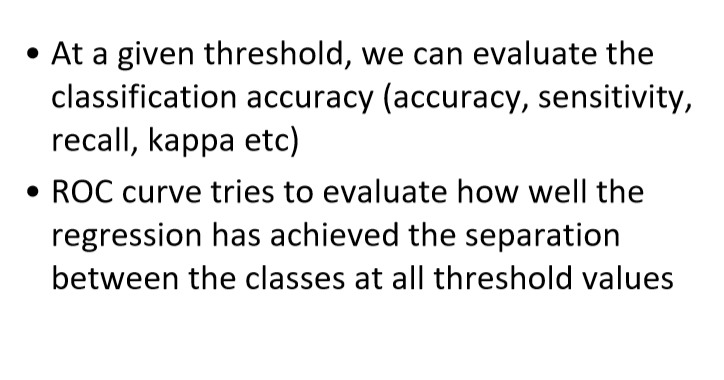 • At a given threshold, we can evaluate the
classification accuracy (accuracy, sensitivity,
recall, kappa etc)
• ROC curve tries to evaluate how well the
regression has achieved the separation
between the classes at all threshold values